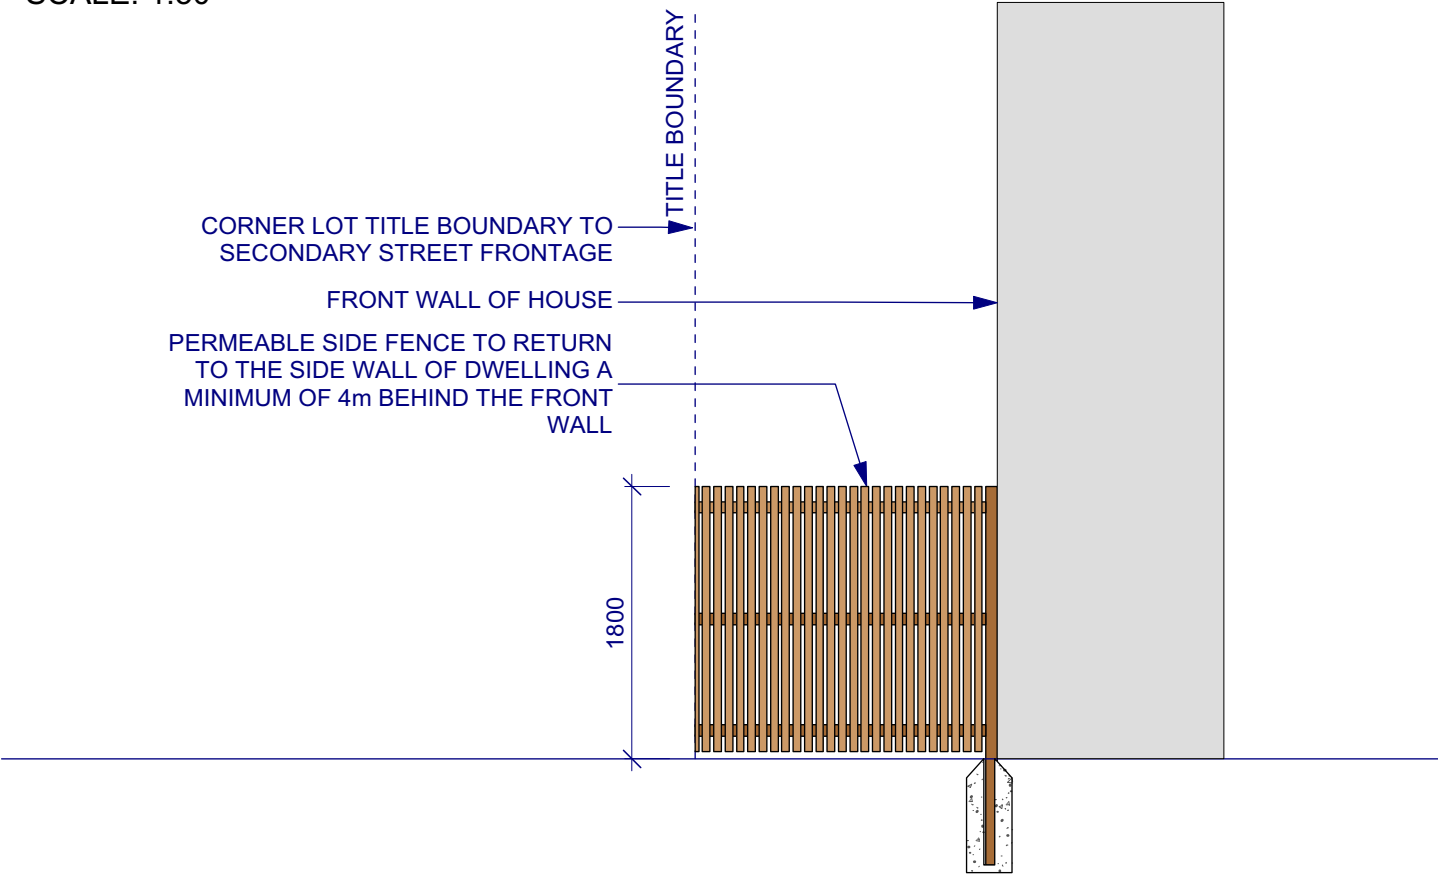 TITLE BOUNDARY
CORNER LOT TITLE BOUNDARY TO
SECONDARY STREET FRONTAGE
FRONT WALL OF HOUSE
PERMEABLE SIDE FENCE TO RETURN
TO THE SIDE WALL OF DWELLING A
MINIMUM OF 4m BEHIND THE FRONT
WALL
1800